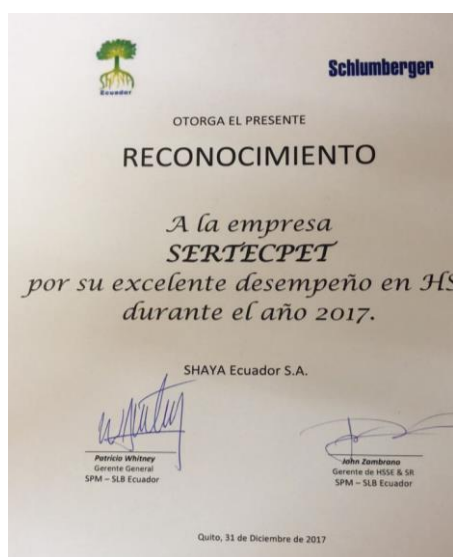 Ecuador
Schlumberger
OTORGA EL PRESENTE
RECONOCIMIENTO
A la empresa
SERTECPET
por su excelente desempeño en HS
durante el año 2017.
SHAYA Ecuador S.A.
Patricio Whitney
Gerente General
SPM – SLB Ecuador
John Zambrano
Gerente de HSSE & SR
SPM – SLB Ecuador
Quito, 31 de Diciembre de 2017